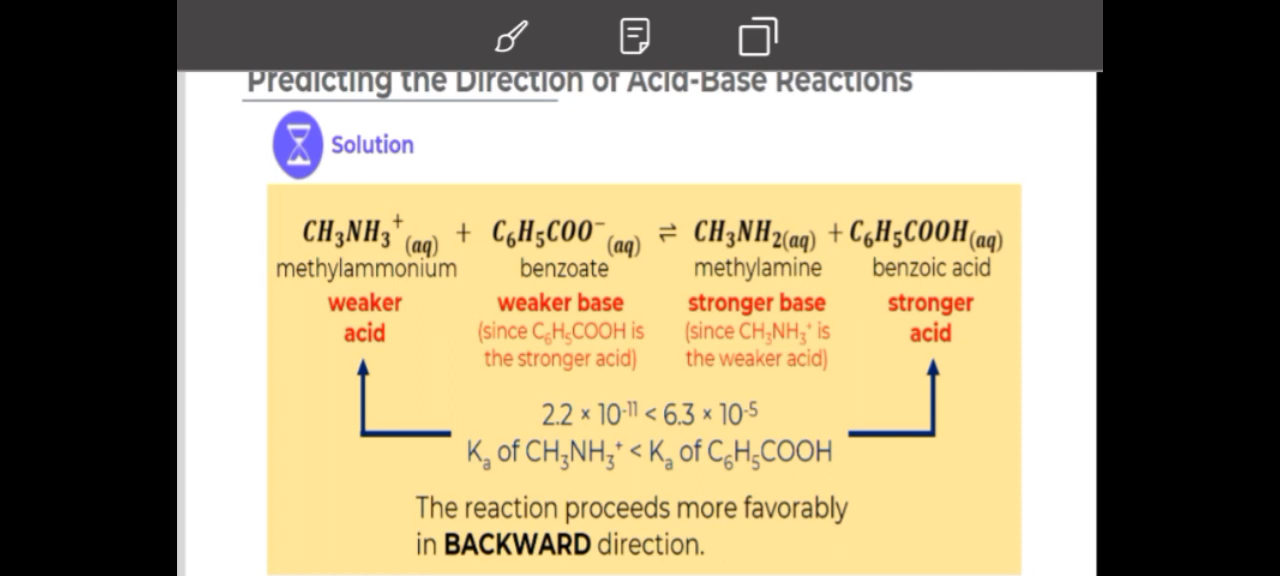 Predicting the Direction of Acid-Base Reactions
Solution
CH₃NH₃⁺(aq) + C₆H₅COO⁻(aq) ⇌ CH₃NH₂(aq) + C₆H₅COOH(aq)
methylammonium benzoate methylamine benzoic acid
weaker weaker base stronger base stronger
acid (since C₆H₅COOH is (since CH₃NH₃⁺ is acid
the stronger acid) the weaker acid)
2.2 × 10⁻¹¹ < 6.3 × 10⁻⁵
Kₐ of CH₃NH₃⁺ < Kₐ of C₆H₅COOH
The reaction proceeds more favorably
in BACKWARD direction.